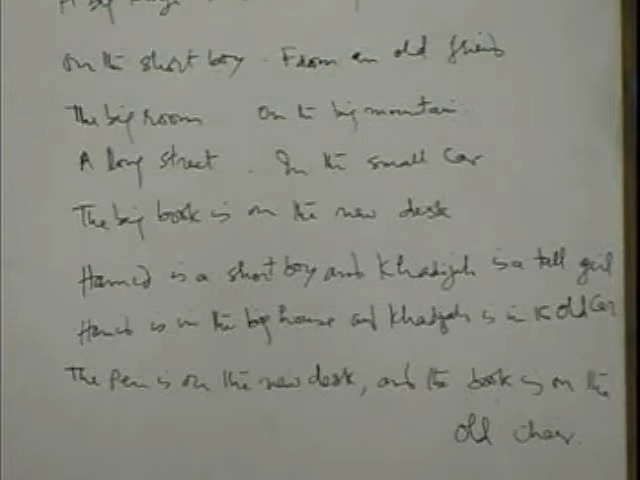 A big
on the short boy. From an old friend
The big room on the big mountain
A long street. In the small car
The big book is on the new desk
Hamid is a short boy and Khadijah is a tall girl
Hamid is in the big house and Khadijah is in the old car
The pen is on the new desk, and the book is on the
old chair.